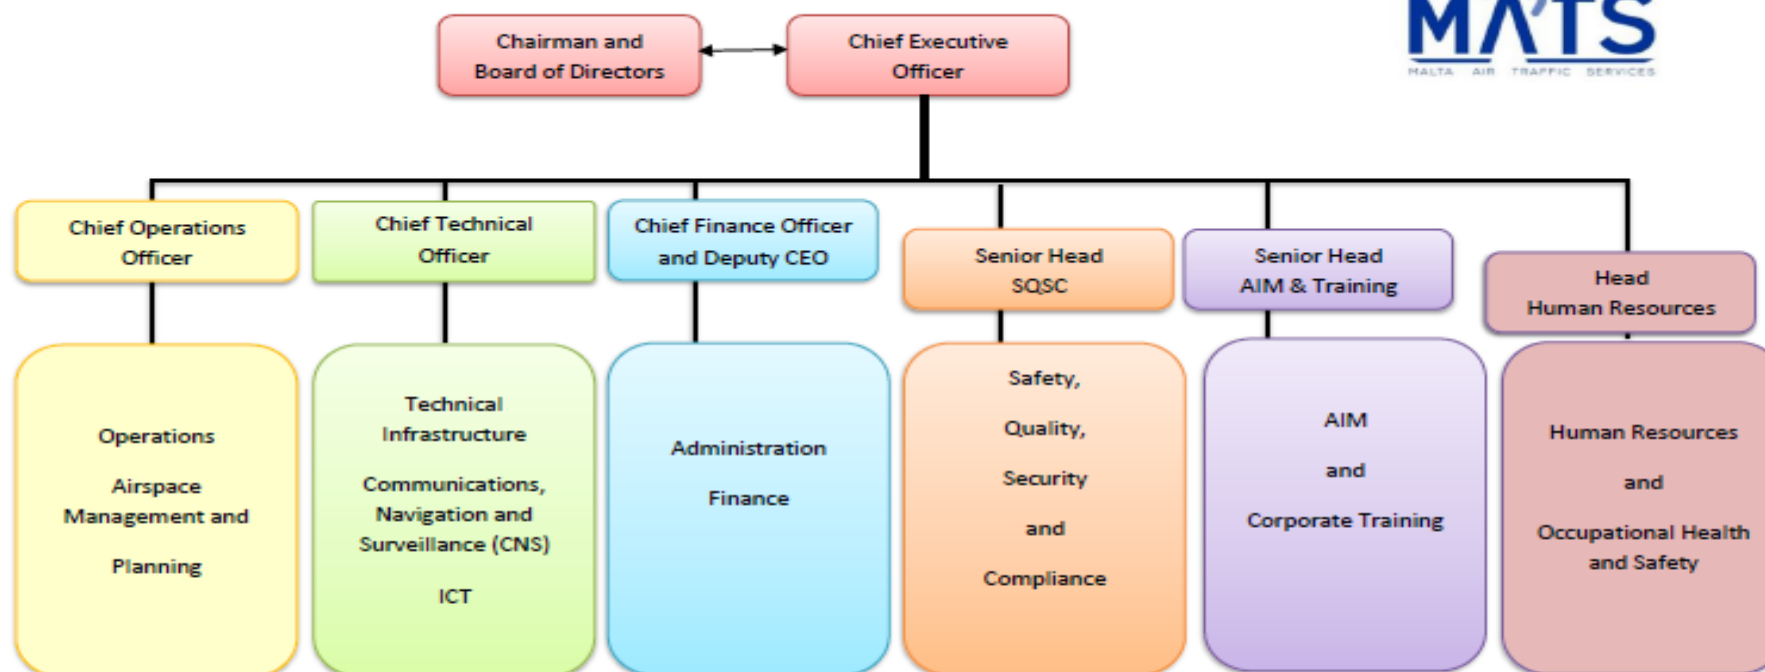 MA'TS
MALTA AIR TRAFFIC SERVICES
Chairman and
Board of Directors
Chief Executive
Officer
Chief Operations
Officer
Chief Technical
Officer
Chief Finance Officer
and Deputy CEO
Senior Head
SQSC
Senior Head
AIM & Training
Head
Human Resources
Operations
Airspace
Management and
Planning
Technical
Infrastructure
Communications,
Navigation and
Surveillance (CNS)
ICT
Administration
Finance
Safety,
Quality,
Security
and
Compliance
AIM
and
Corporate Training
Human Resources
and
Occupational Health
and Safety